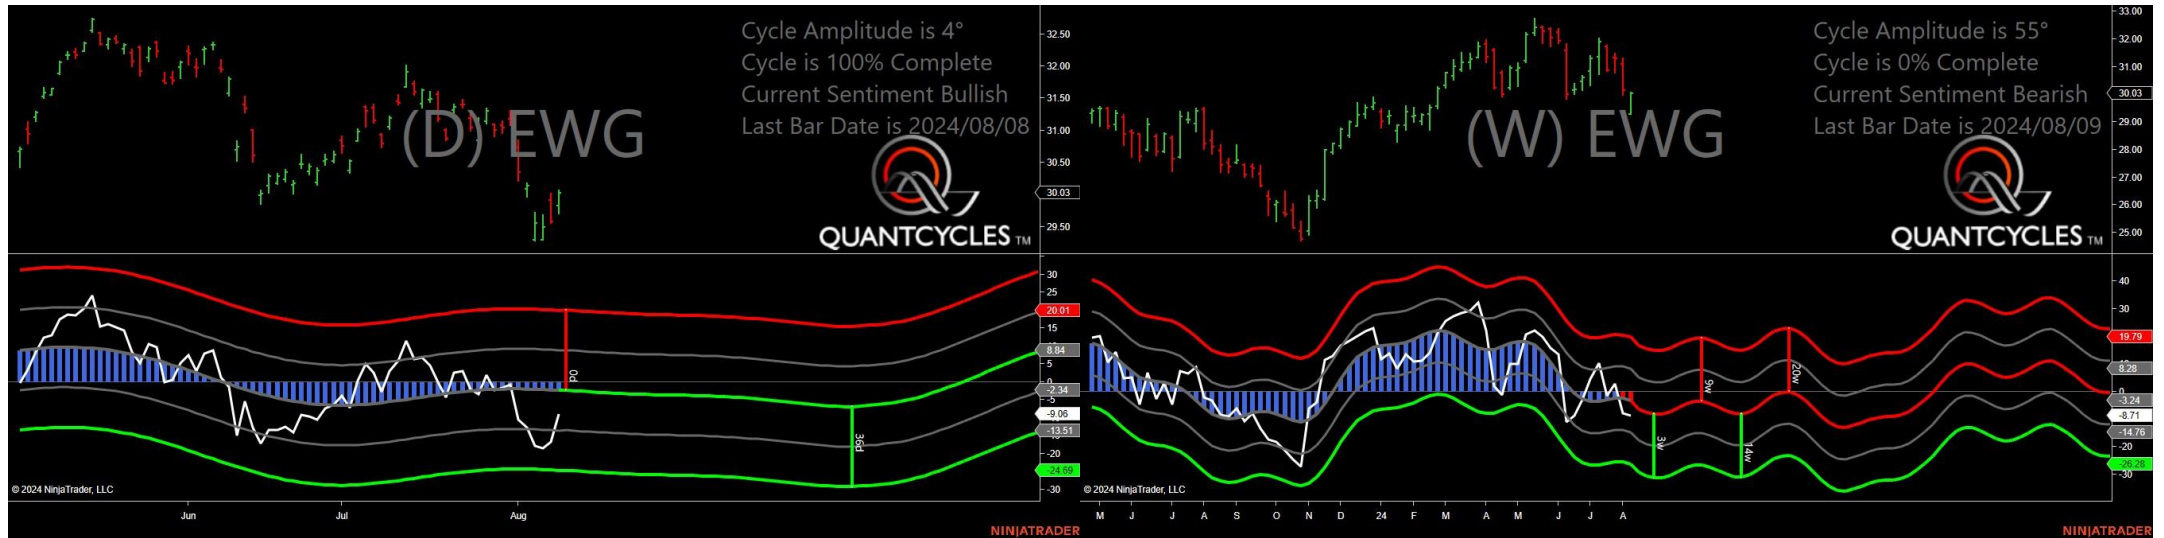 Cycle Amplitude is 4°
Cycle is 100% Complete
Current Sentiment Bullish
Last Bar Date is 2024/08/08
(D) EWG
QUANTCYCLES TM
32.50
32.00
31.50
31.00
30.50
30.03
29.50
30
25
20.01
15
8.84
0
-2.34
-5
-9.06
-13.51
-20
-24.69
-30
0d
36d
© 2024 NinjaTrader, LLC
Jun
Jul
Aug
NINJATRADER
Cycle Amplitude is 55°
Cycle is 0% Complete
Current Sentiment Bearish
Last Bar Date is 2024/08/09
(W) EWG
QUANTCYCLES TM
33.00
32.00
31.00
30.03
29.00
28.00
27.00
26.00
25.00
40
30
19.79
10
8.28
0
-3.24
-8.71
-14.76
-20
-26.28
-30
9w
20w
3w
14w
© 2024 NinjaTrader, LLC
M J J A S O N D 24 F M A M J J A
NINJATRADER